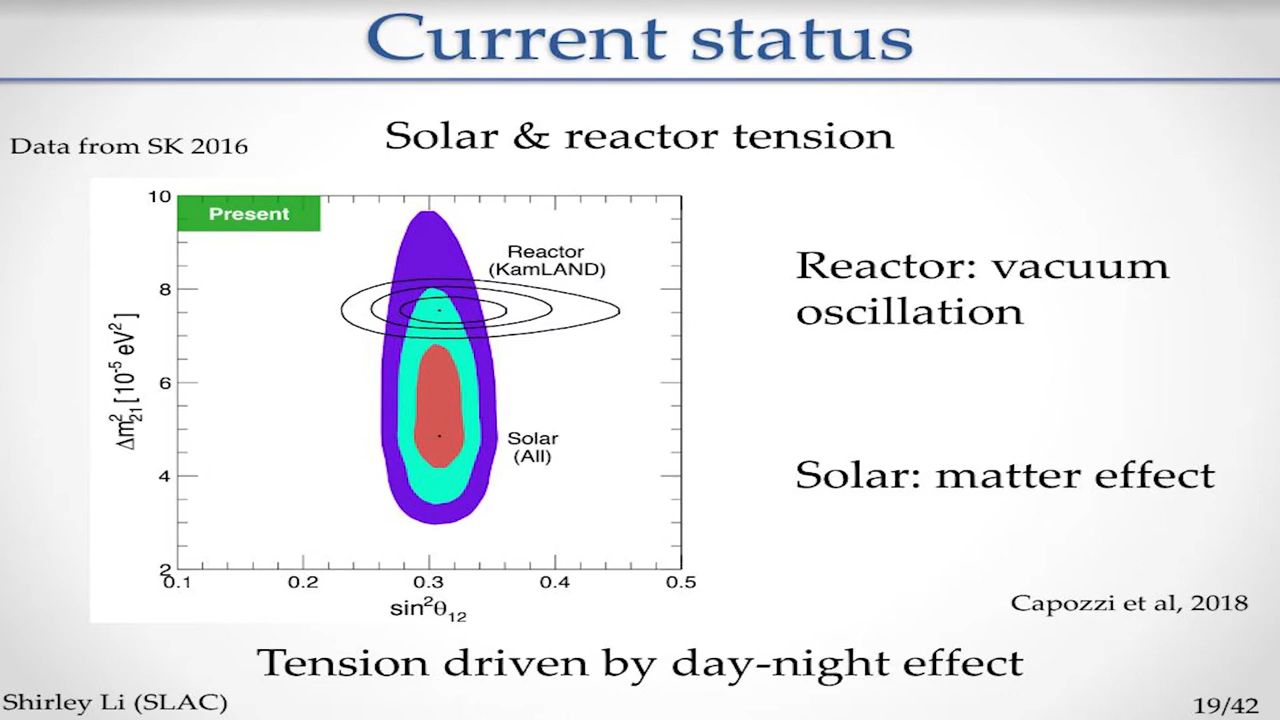 Current status
Data from SK 2016
Solar & reactor tension
10
Present
Reactor
(KamLAND)
8
6
Solar
(All)
4
2
0.1
0.2
0.3
0.4
0.5
Δm²₂₁ [10⁻⁵ eV²]
sin²θ₁₂
Reactor: vacuum
oscillation
Solar: matter effect
Capozzi et al, 2018
Tension driven by day-night effect
Shirley Li (SLAC)
19/42